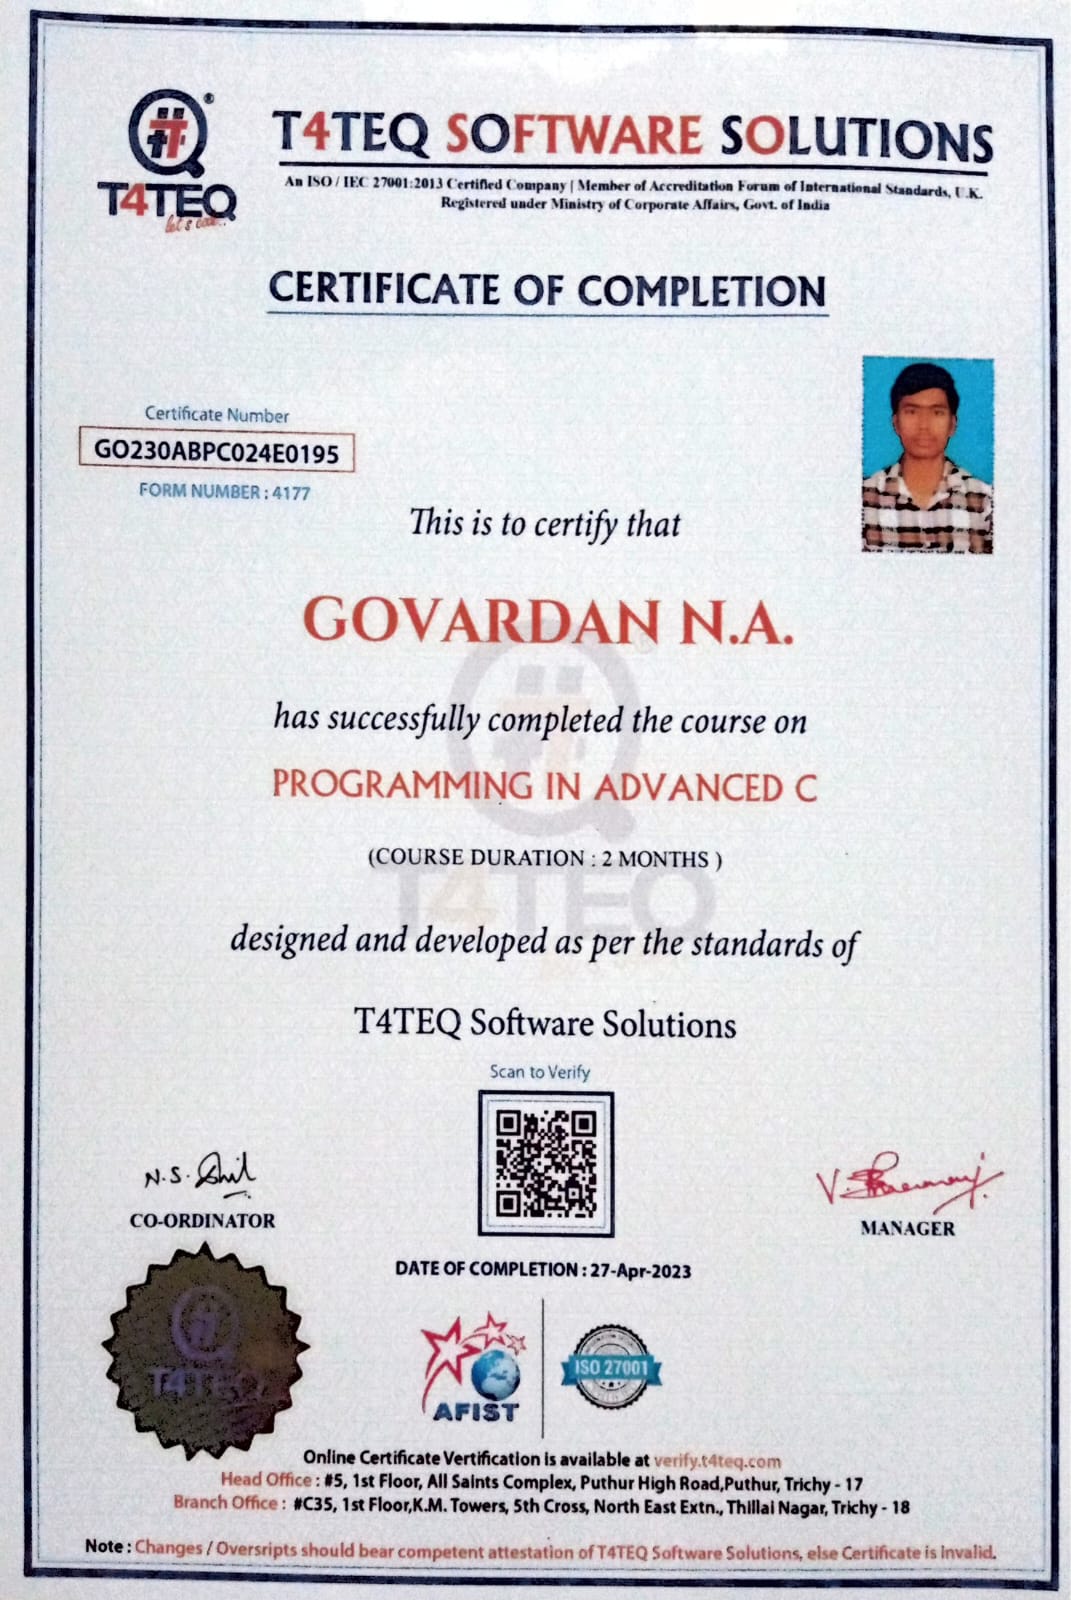 T4TEQ
let's code..
T4TEQ SOFTWARE SOLUTIONS
An ISO / IEC 27001:2013 Certified Company | Member of Accreditation Forum of International Standards, U.K.
Registered under Ministry of Corporate Affairs, Govt. of India
CERTIFICATE OF COMPLETION
Certificate Number
GO230ABPC024E0195
FORM NUMBER : 4177
This is to certify that
GOVARDAN N.A.
has successfully completed the course on
PROGRAMMING IN ADVANCED C
(COURSE DURATION : 2 MONTHS )
T4TEQ
designed and developed as per the standards of
T4TEQ Software Solutions
Scan to Verify
N.S.
CO-ORDINATOR
V.
MANAGER
DATE OF COMPLETION : 27-Apr-2023
T4TEQ
AFIST
ISO 27001
Online Certificate Vertification is available at verify.t4teq.com
Head Office : #5, 1st Floor, All Saints Complex, Puthur High Road,Puthur, Trichy - 17
Branch Office : #C35, 1st Floor,K.M. Towers, 5th Cross, North East Extn., Thillai Nagar, Trichy - 18
Note : Changes / Oversripts should bear competent attestation of T4TEQ Software Solutions, else Certificate is Invalid.